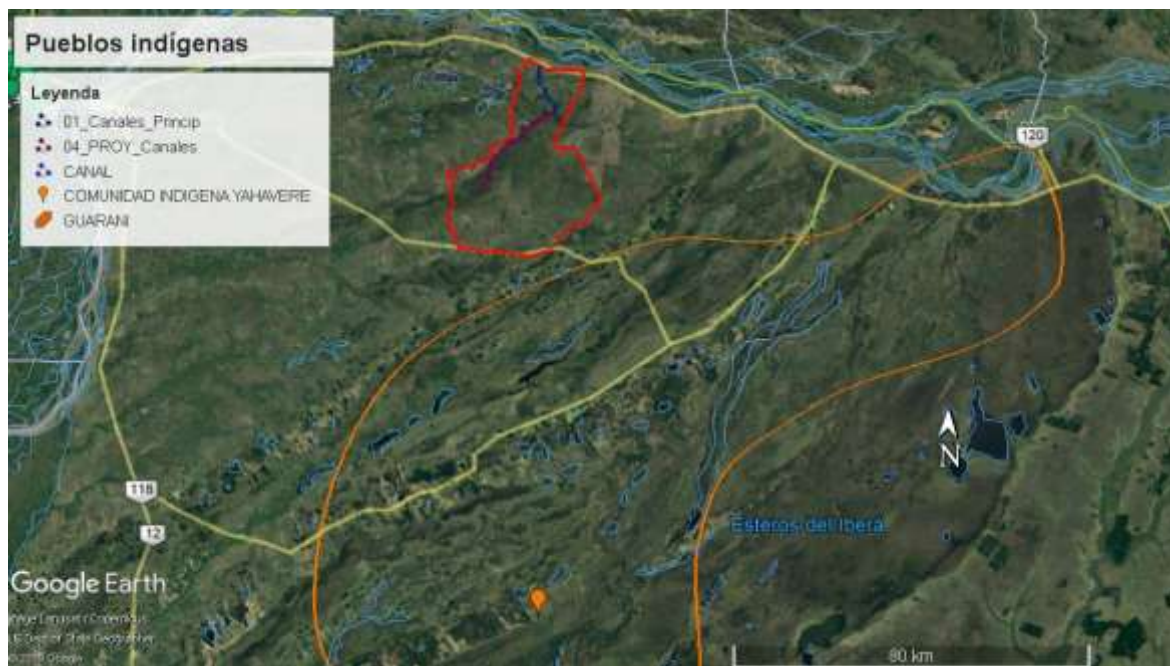 Pueblos indígenas
Leyenda
01_Canales_Princip
04_PROY_Canales
CANAL
COMUNIDAD INDIGENA YAHAVERE
GUARANI
120
118
12
Esteros del Iberá
N
Google Earth
80 km